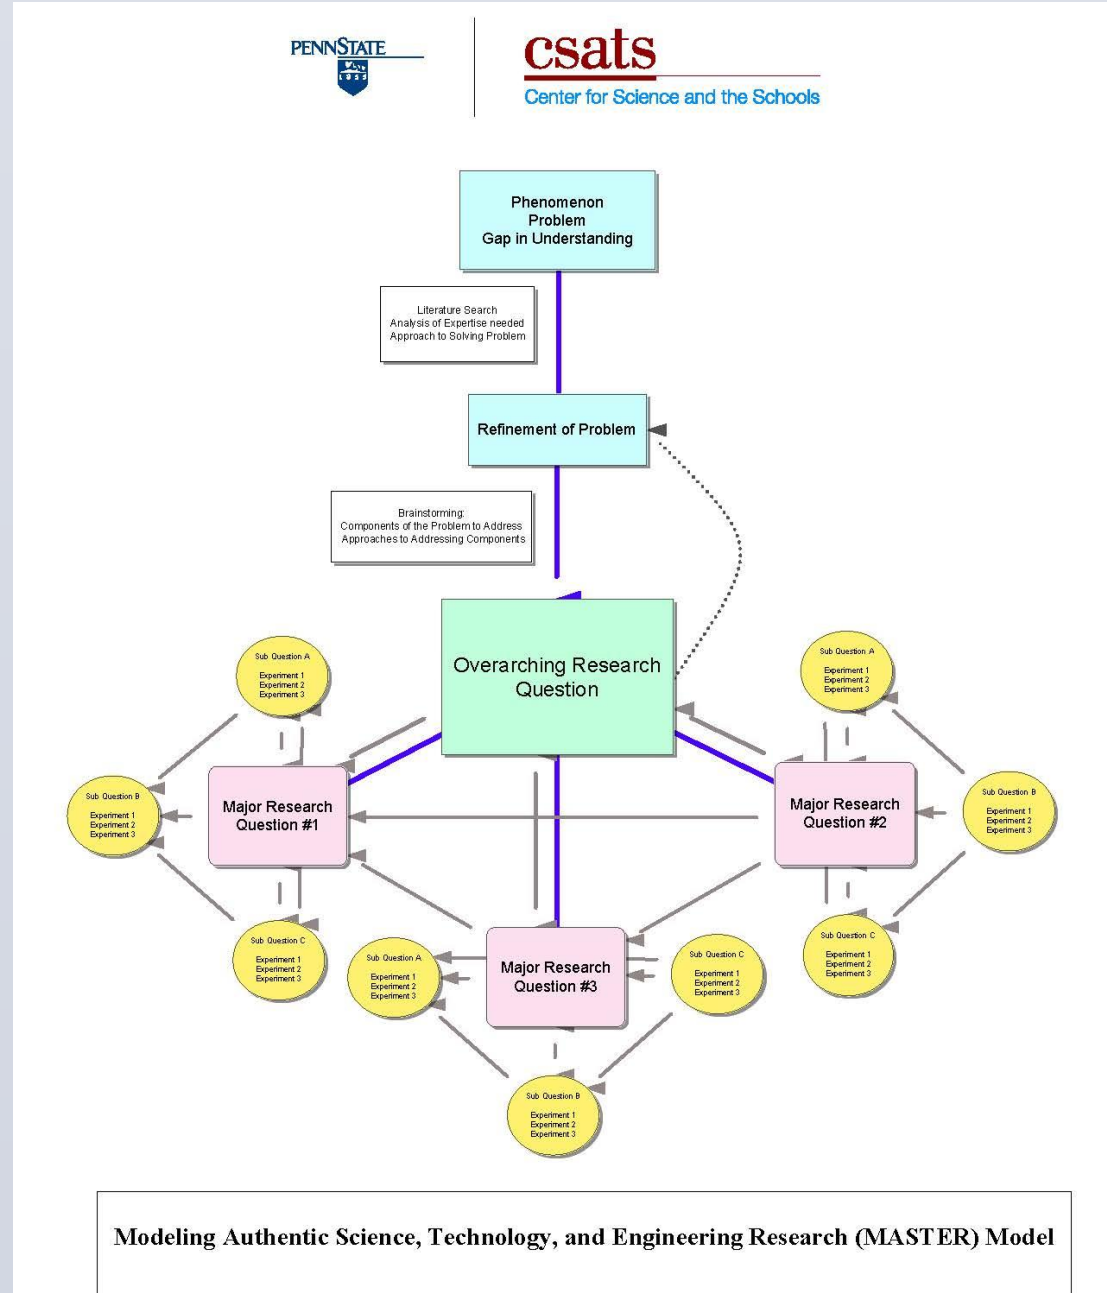 PENNSTATE
1855
csats
Center for Science and the Schools
Phenomenon
Problem
Gap in Understanding
Literature Search
Analysis of Expertise needed
Approach to Solving Problem
Refinement of Problem
Brainstorming:
Components of the Problem to Address
Approaches to Addressing Components
Overarching Research
Question
Sub Question A
Experiment 1
Experiment 2
Experiment 3
Sub Question A
Experiment 1
Experiment 2
Experiment 3
Sub Question B
Experiment 1
Experiment 2
Experiment 3
Major Research
Question #1
Major Research
Question #2
Sub Question B
Experiment 1
Experiment 2
Experiment 3
Sub Question C
Experiment 1
Experiment 2
Experiment 3
Sub Question A
Experiment 1
Experiment 2
Experiment 3
Major Research
Question #3
Sub Question C
Experiment 1
Experiment 2
Experiment 3
Sub Question C
Experiment 1
Experiment 2
Experiment 3
Sub Question B
Experiment 1
Experiment 2
Experiment 3
Modeling Authentic Science, Technology, and Engineering Research (MASTER) Model